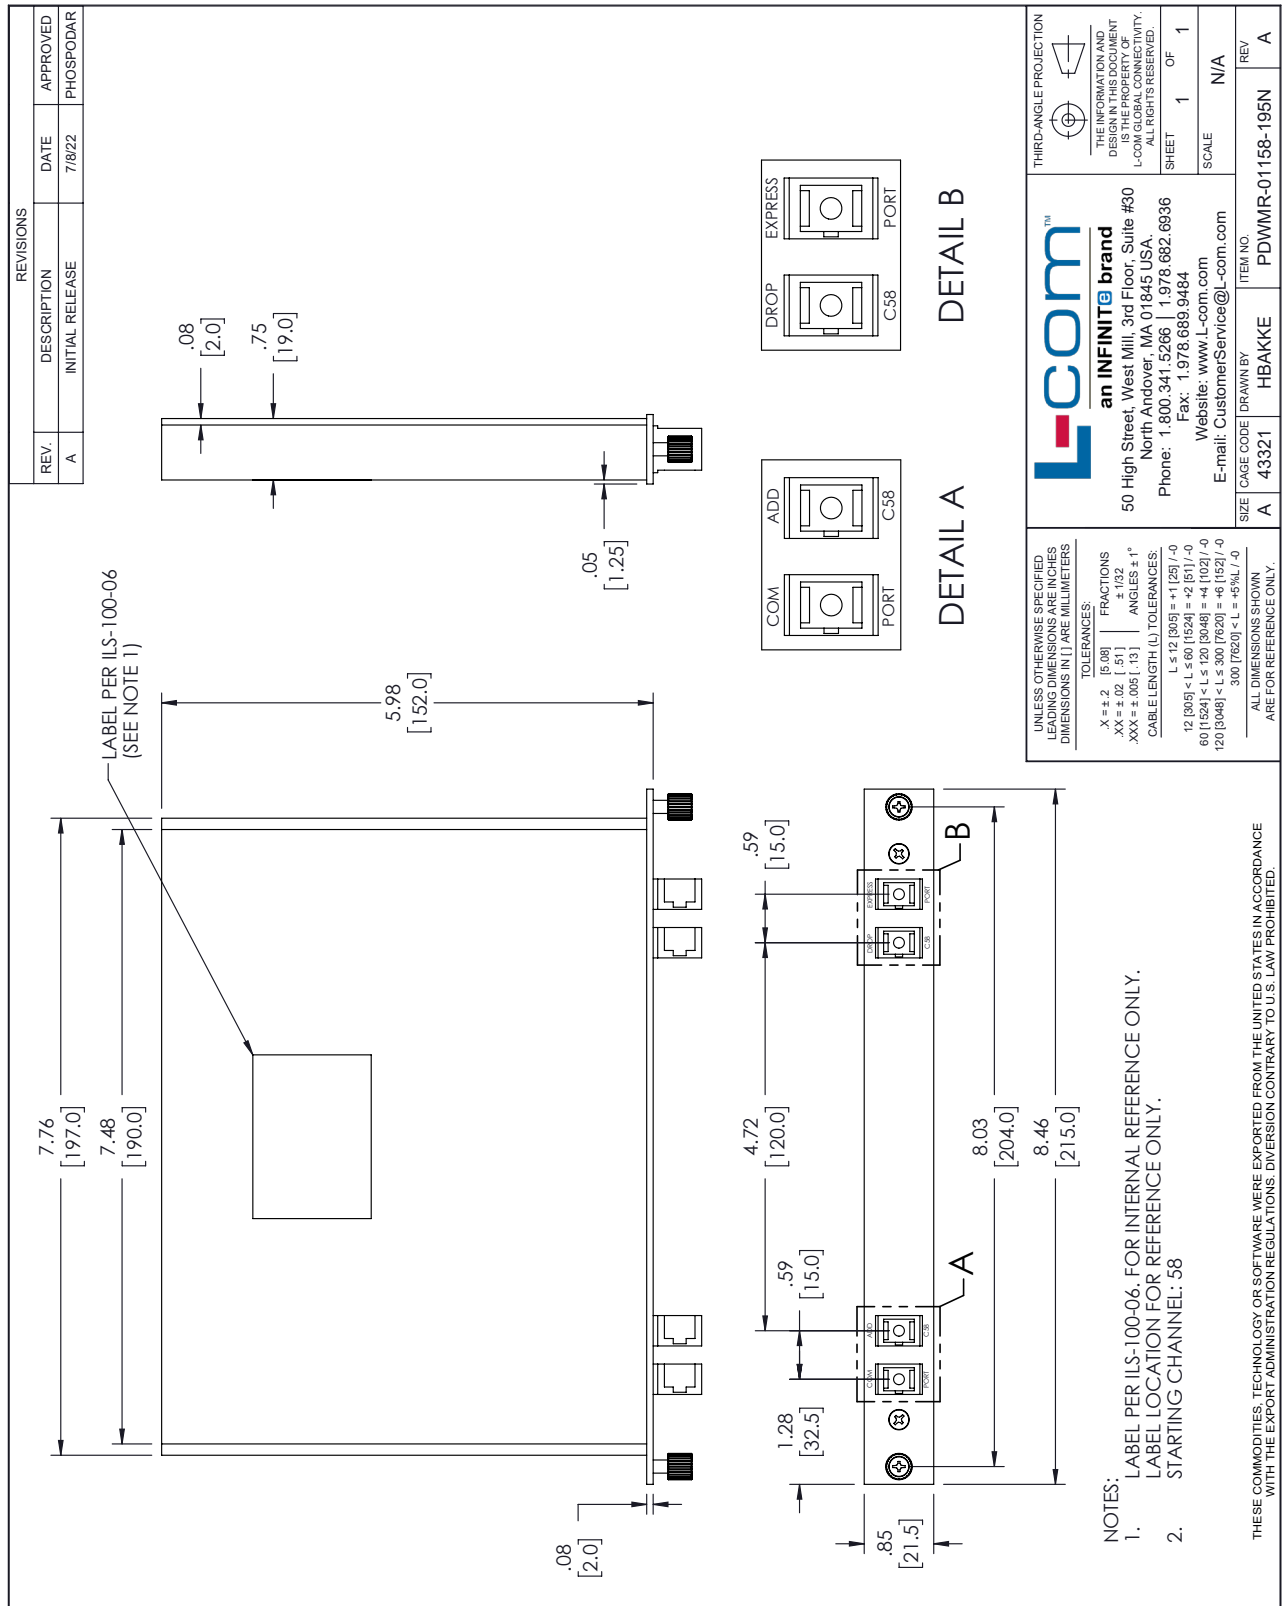 REVISIONS
REV. DESCRIPTION DATE APPROVED
A INITIAL RELEASE 7/8/22 PHOSPODAR
7.76
[197.0]
7.48
[190.0]
LABEL PER ILS-100-06
(SEE NOTE 1)
5.98
[152.0]
.08
[2.0]
.08
[2.0]
.75
[19.0]
.05
[1.25]
1.28
[32.5]
.59
[15.0]
4.72
[120.0]
.59
[15.0]
COM ADD
PORT C58
DROP EXPRESS
C58 PORT
A
B
.85
[21.5]
8.03
[204.0]
8.46
[215.0]
COM ADD
PORT C58
DETAIL A
DROP EXPRESS
C58 PORT
DETAIL B
NOTES:
1. LABEL PER ILS-100-06. FOR INTERNAL REFERENCE ONLY.
LABEL LOCATION FOR REFERENCE ONLY.
2. STARTING CHANNEL: 58
THESE COMMODITIES, TECHNOLOGY OR SOFTWARE WERE EXPORTED FROM THE UNITED STATES IN ACCORDANCE
WITH THE EXPORT ADMINISTRATION REGULATIONS. DIVERSION CONTRARY TO U.S. LAW PROHIBITED.
UNLESS OTHERWISE SPECIFIED
LEADING DIMENSIONS ARE INCHES
DIMENSIONS IN [ ] ARE MILLIMETERS
TOLERANCES:
.X = ± .2 [5.08] FRACTIONS
.XX = ± .02 [ .51] ± 1/32
.XXX = ± .005 [ .13] ANGLES ± 1°
CABLE LENGTH (L) TOLERANCES:
L ≤ 12 [305] = +1 [25] / -0
12 [305] < L ≤ 60 [1524] = +2 [51] / -0
60 [1524] < L ≤ 120 [3048] = +4 [102] / -0
120 [3048] < L ≤ 300 [7620] = +6 [152] / -0
300 [7620] < L = +5%L / -0
ALL DIMENSIONS SHOWN
ARE FOR REFERENCE ONLY.
L-com™
an INFINITe brand
50 High Street, West Mill, 3rd Floor, Suite #30
North Andover, MA 01845 USA.
Phone: 1.800.341.5266 | 1.978.682.6936
Fax: 1.978.689.9484
Website: www.L-com.com
E-mail: CustomerService@L-com.com
THIRD-ANGLE PROJECTION
THE INFORMATION AND
DESIGN IN THIS DOCUMENT
IS THE PROPERTY OF
L-COM GLOBAL CONNECTIVITY.
ALL RIGHTS RESERVED.
SHEET 1 OF 1
SCALE N/A
SIZE CAGE CODE DRAWN BY ITEM NO. REV
A 43321 HBAKKE PDWMR-01158-195N A